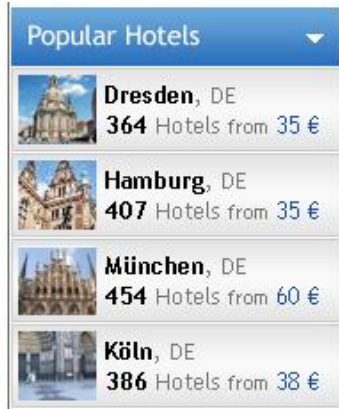 Popular Hotels
Dresden, DE
364 Hotels from 35 €
Hamburg, DE
407 Hotels from 35 €
München, DE
454 Hotels from 60 €
Köln, DE
386 Hotels from 38 €